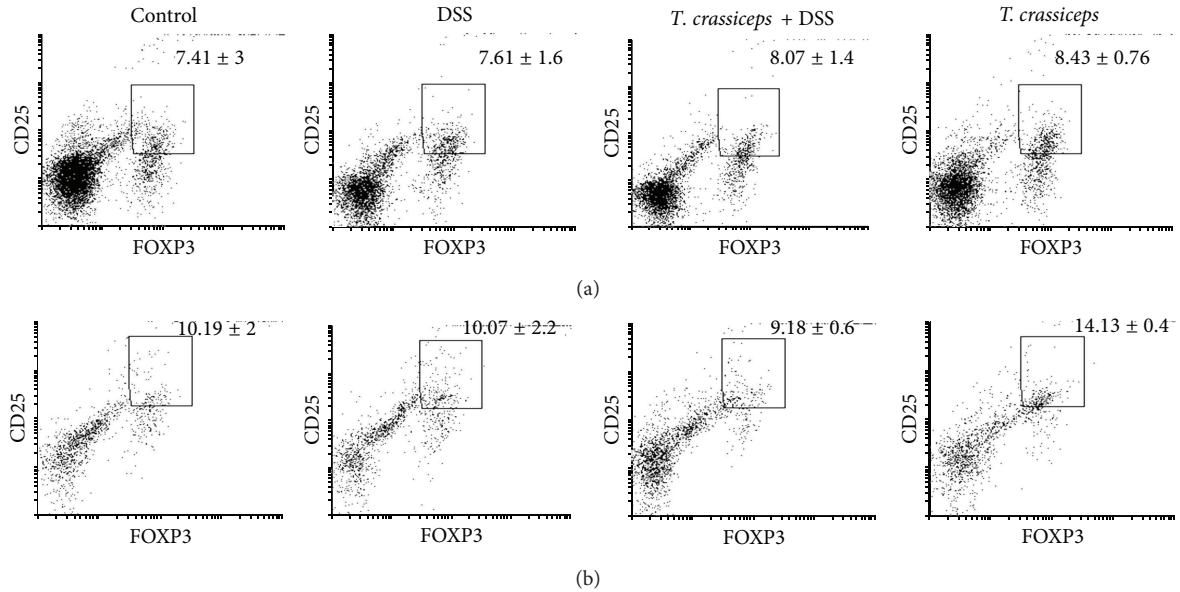 Control
DSS
T. crassiceps + DSS
T. crassiceps
7.41 ± 3
7.61 ± 1.6
8.07 ± 1.4
8.43 ± 0.76
CD25
CD25
CD25
CD25
FOXP3
FOXP3
FOXP3
FOXP3
(a)
10.19 ± 2
10.07 ± 2.2
9.18 ± 0.6
14.13 ± 0.4
CD25
CD25
CD25
CD25
FOXP3
FOXP3
FOXP3
FOXP3
(b)